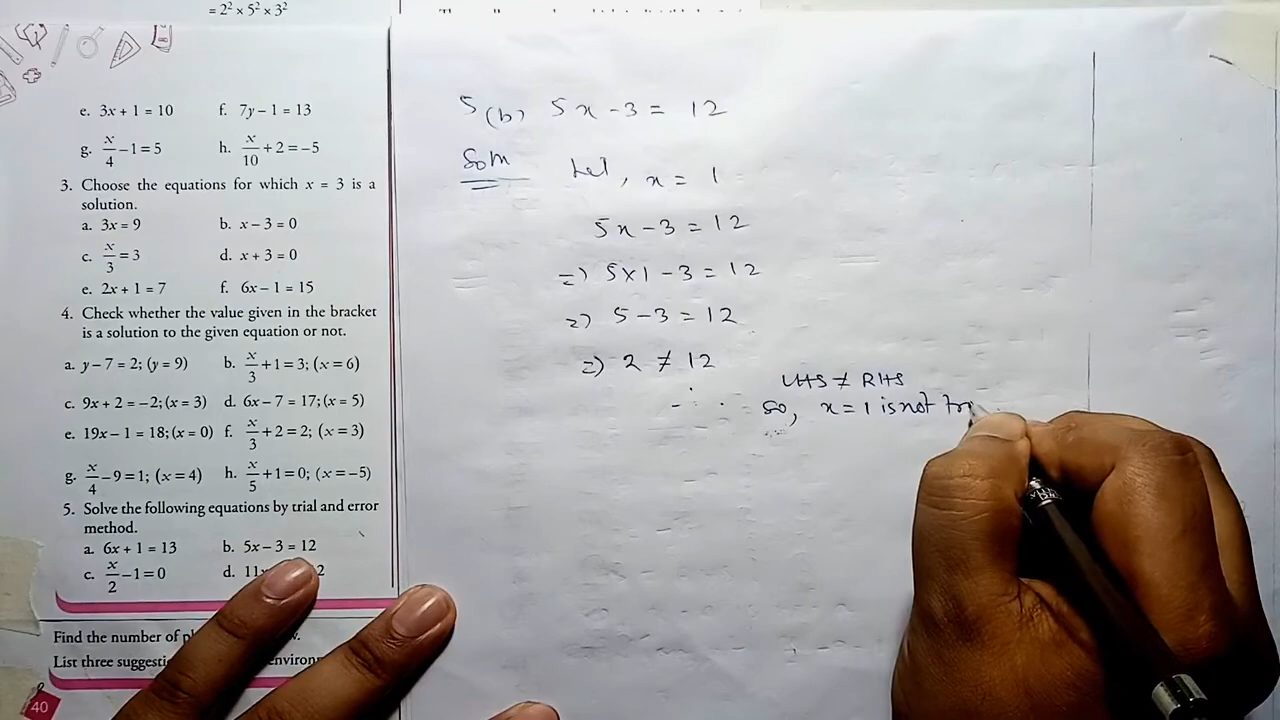 = 2² × 5² × 3²
e. 3x + 1 = 10 f. 7y – 1 = 13
g. x/4 – 1 = 5 h. x/10 + 2 = –5
3. Choose the equations for which x = 3 is a
solution.
a. 3x = 9 b. x – 3 = 0
c. x/3 = 3 d. x + 3 = 0
e. 2x + 1 = 7 f. 6x – 1 = 15
4. Check whether the value given in the bracket
is a solution to the given equation or not.
a. y – 7 = 2; (y = 9) b. x/3 + 1 = 3; (x = 6)
c. 9x + 2 = –2; (x = 3) d. 6x – 7 = 17; (x = 5)
e. 19x – 1 = 18; (x = 0) f. x/3 + 2 = 2; (x = 3)
g. x/4 – 9 = 1; (x = 4) h. x/5 + 1 = 0; (x = –5)
5. Solve the following equations by trial and error
method.
a. 6x + 1 = 13 b. 5x – 3 = 12
c. x/2 – 1 = 0 d. 11
Find the number of
List three
40
5 (b) 5x - 3 = 12
Soln Let, x = 1
5x - 3 = 12
=) 5×1 - 3 = 12
=) 5 - 3 = 12
=) 2 ≠ 12
LHS ≠ RHS
So, x = 1 is not